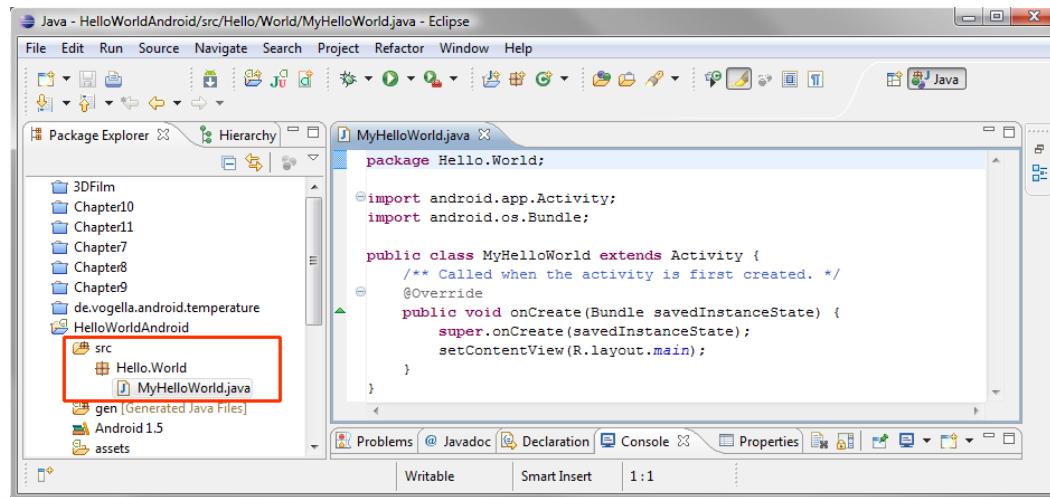 Java - HelloWorldAndroid/src/Hello/World/MyHelloWorld.java - Eclipse
File Edit Run Source Navigate Search Project Refactor Window Help
Java
Package Explorer Hierarchy
3DFilm
Chapter10
Chapter11
Chapter7
Chapter8
Chapter9
de.vogella.android.temperature
HelloWorldAndroid
src
Hello.World
MyHelloWorld.java
gen [Generated Java Files]
Android 1.5
assets
MyHelloWorld.java
package Hello.World;
import android.app.Activity;
import android.os.Bundle;
public class MyHelloWorld extends Activity {
/** Called when the activity is first created. */
@Override
public void onCreate(Bundle savedInstanceState) {
super.onCreate(savedInstanceState);
setContentView(R.layout.main);
}
}
Problems @ Javadoc Declaration Console Properties
Writable Smart Insert 1:1